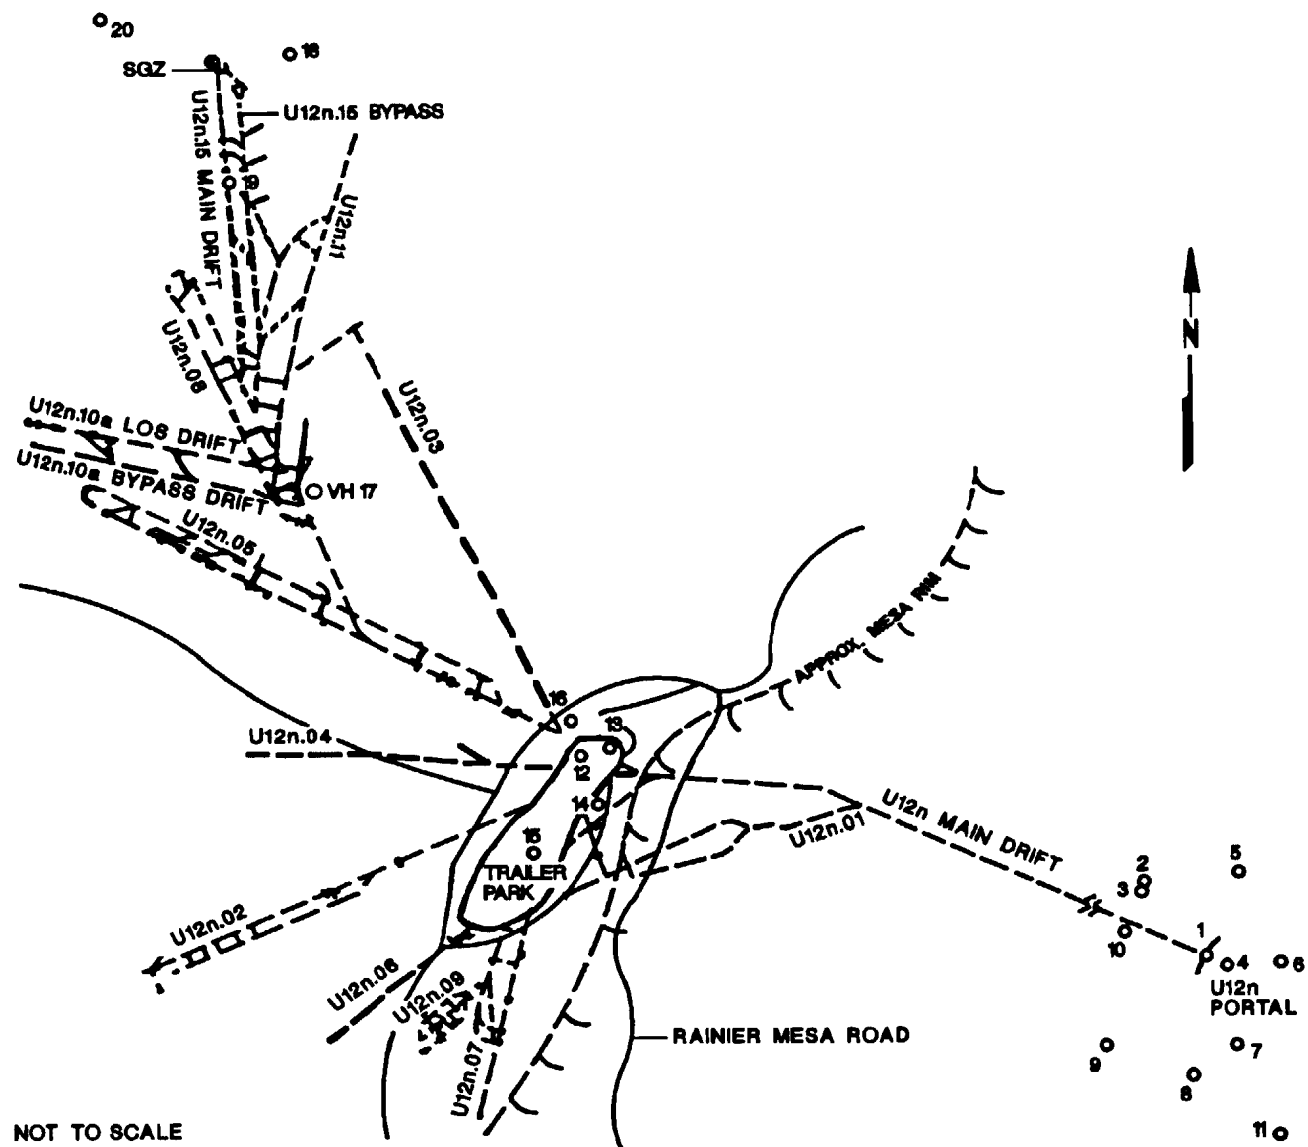 20
18
SGZ
U12n.15 BYPASS
U12n.15 MAIN DRIFT
U12n.11
U12n.08
U12n.03
N
U12n.10a LOS DRIFT
U12n.10a BYPASS DRIFT
VH 17
U12n.05
APPROX. MESA RIM
16
13
U12n.04
12
14
U12n MAIN DRIFT
U12n.01
15
TRAILER
PARK
2
5
3
U12n.02
10
1
4
6
U12n
PORTAL
U12n.06
U12n.09
U12n.07
RAINIER MESA ROAD
9
7
8
11
NOT TO SCALE